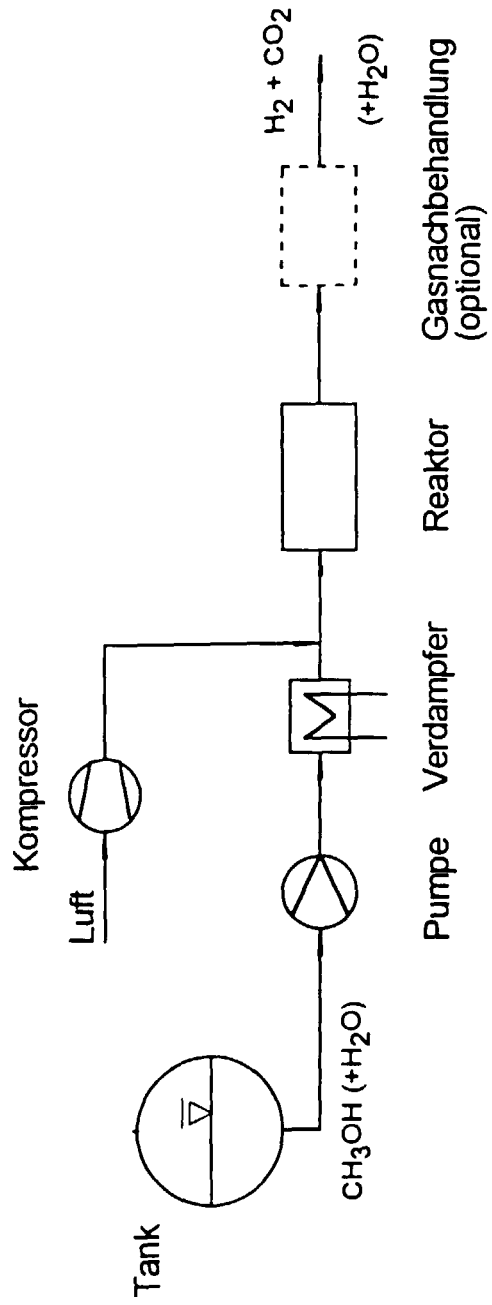 Tank
CH₃OH (+H₂O)
Luft
Kompressor
Pumpe
Verdampfer
Reaktor
Gasnachbehandlung
(optional)
H₂ + CO₂
(+H₂O)